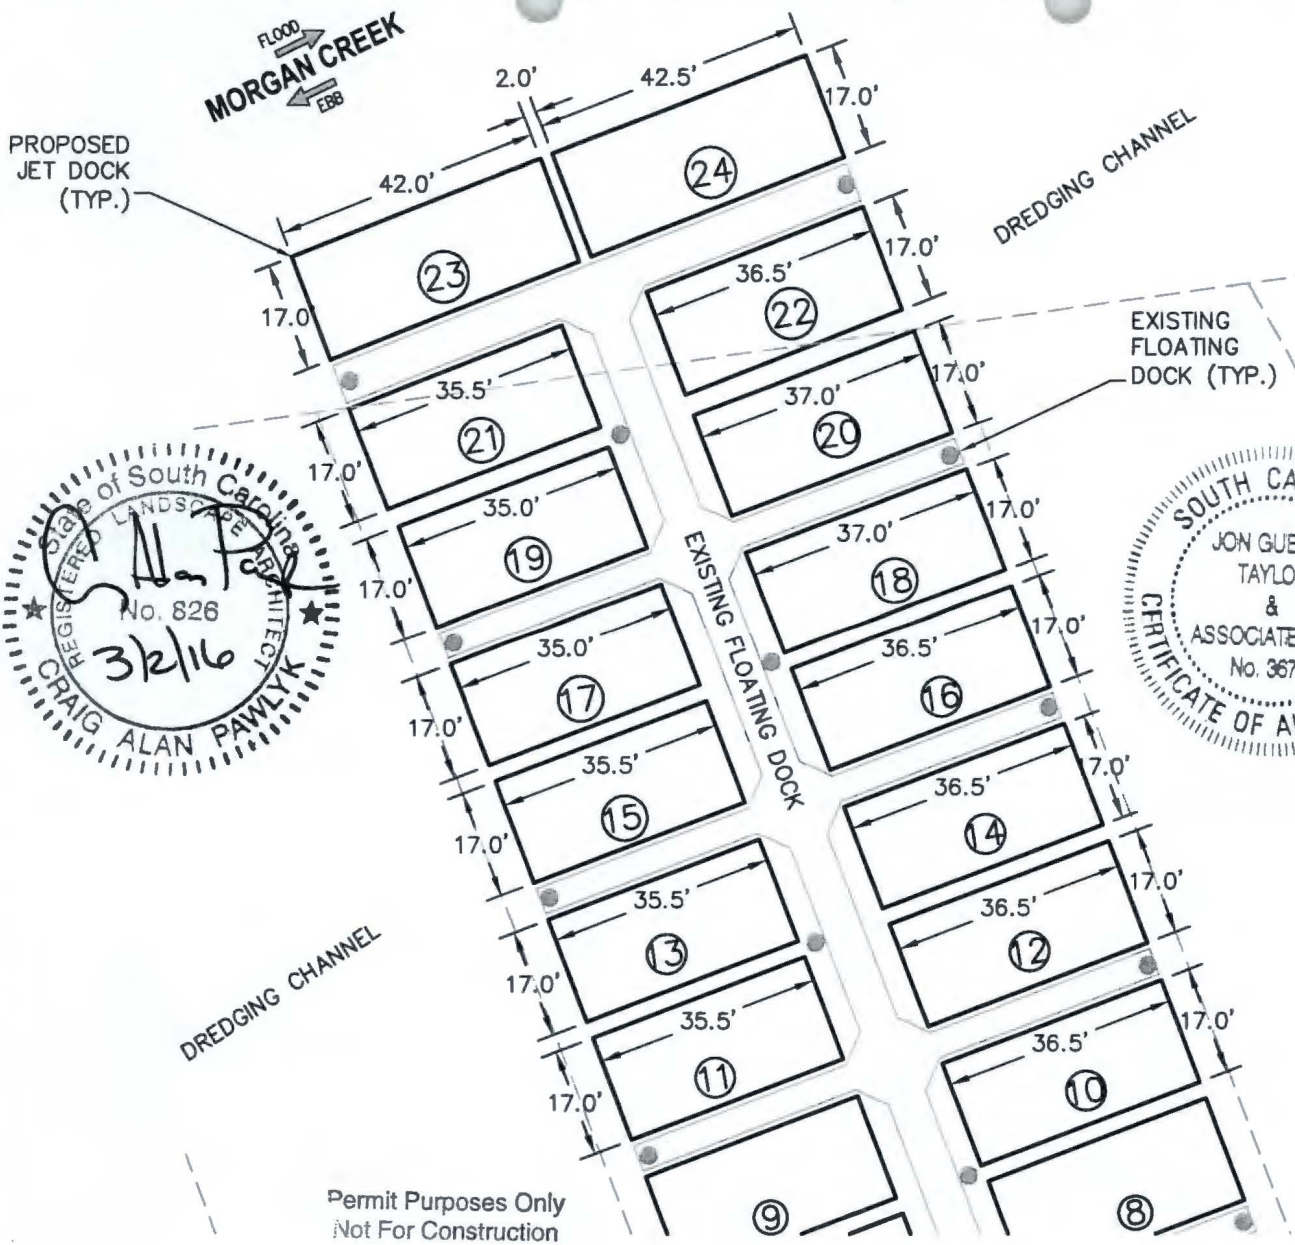 FLOOD
MORGAN CREEK
EBB
PROPOSED
JET DOCK
(TYP.)
2.0'
42.5'
17.0'
42.0'
24
DREDGING CHANNEL
23
17.0'
36.5'
22
17.0'
EXISTING
FLOATING
DOCK (TYP.)
35.5'
21
17.0'
37.0'
20
17.0'
35.0'
19
17.0'
37.0'
18
17.0'
EXISTING FLOATING DOCK
35.0'
17
17.0'
36.5'
16
17.0'
35.5'
15
17.0'
36.5'
14
17.0'
35.5'
13
17.0'
36.5'
12
17.0'
35.5'
11
17.0'
36.5'
10
17.0'
9
8
DREDGING CHANNEL
State of South Carolina
REGISTERED LANDSCAPE ARCHITECT
No. 826
3/2/16
CRAIG ALAN PAWLYK
SOUTH CA
JON GUE
TAYLO
&
ASSOCIATE
No. 367
CERTIFICATE OF AU
Permit Purposes Only
Not For Construction